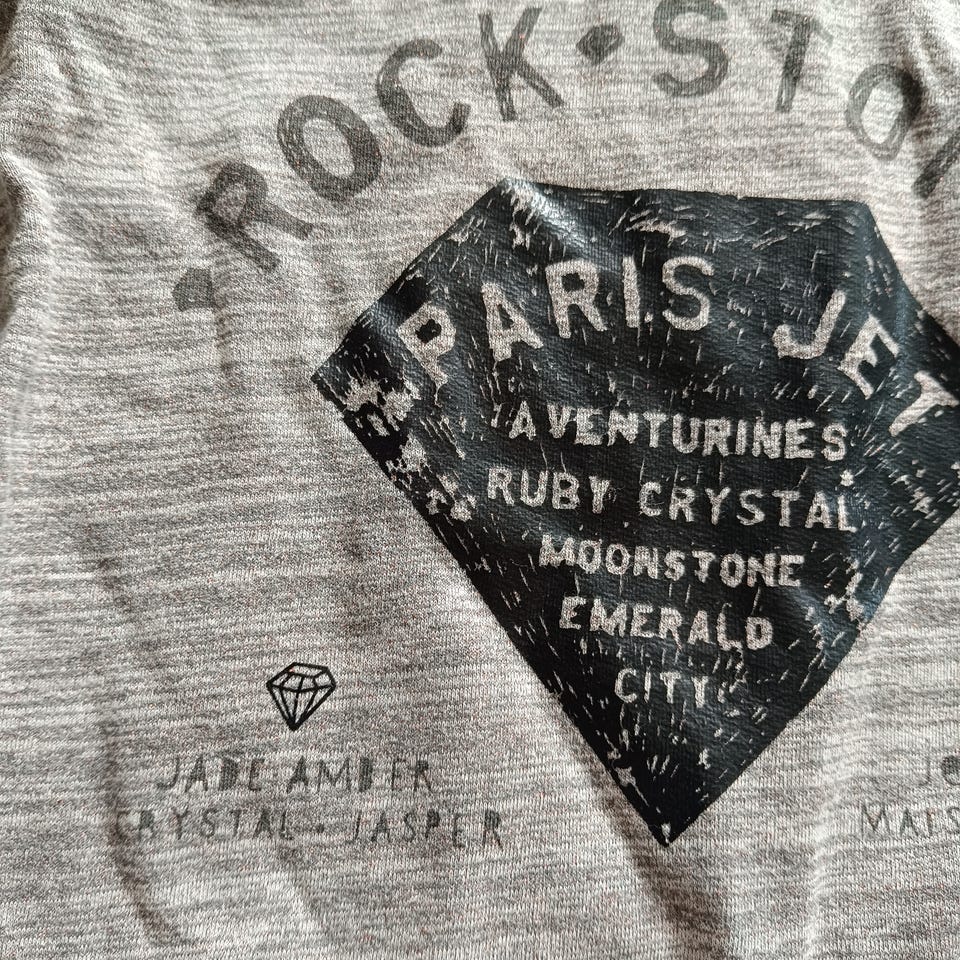 ROCK · STO
PARIS JET
AVENTURINES
RUBY CRYSTAL
MOONSTONE
EMERALD
CITY
JADE AMBER
CRYSTAL · JASPER